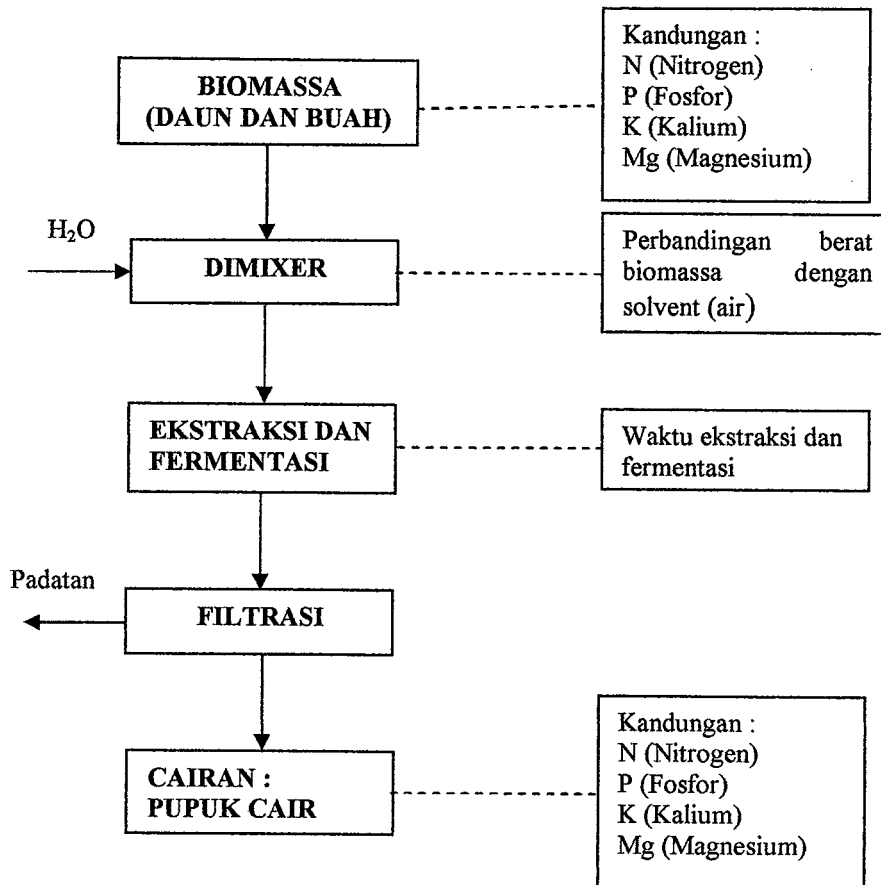 BIOMASSA
(DAUN DAN BUAH)
Kandungan :
N (Nitrogen)
P (Fosfor)
K (Kalium)
Mg (Magnesium)
H₂O
DIMIXER
Perbandingan berat
biomassa dengan
solvent (air)
EKSTRAKSI DAN
FERMENTASI
Waktu ekstraksi dan
fermentasi
Padatan
FILTRASI
CAIRAN :
PUPUK CAIR
Kandungan :
N (Nitrogen)
P (Fosfor)
K (Kalium)
Mg (Magnesium)